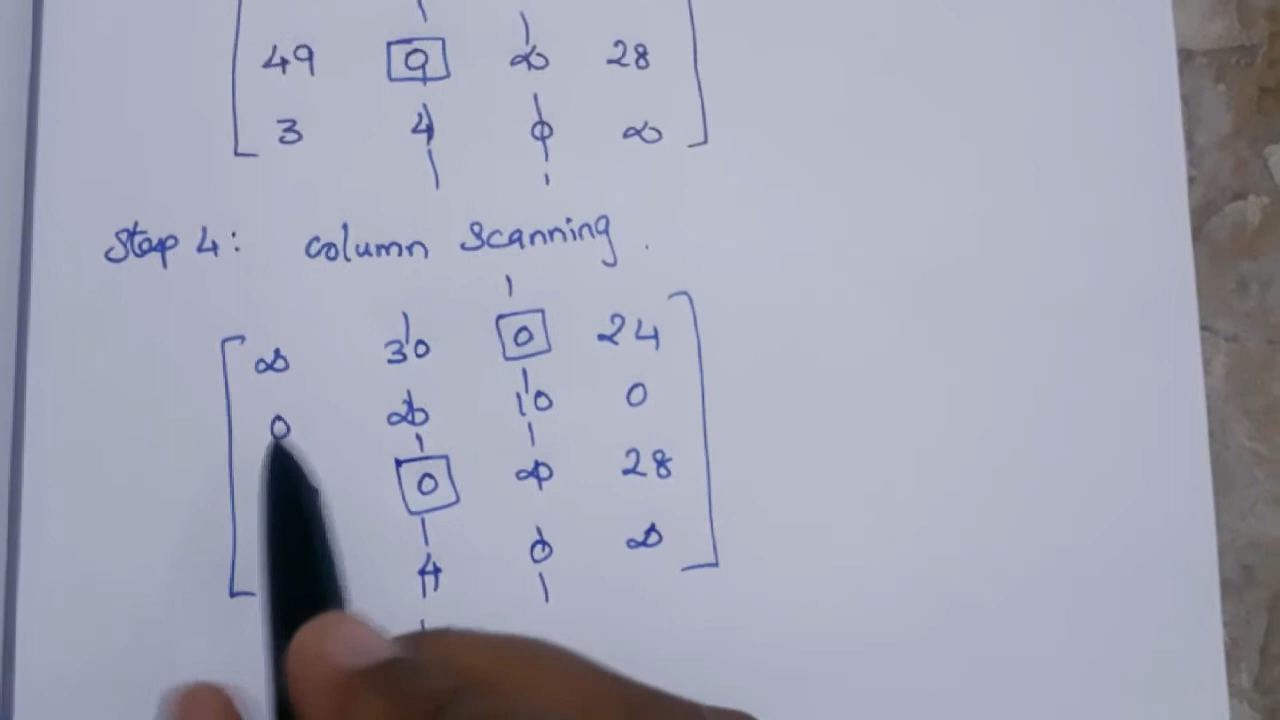 49 0 ∞ 28
3 4 0 ∞
Step 4: column scanning.
∞ 30 0 24
0 ∞ 10 0
0 ∞ 28
4 0 ∞